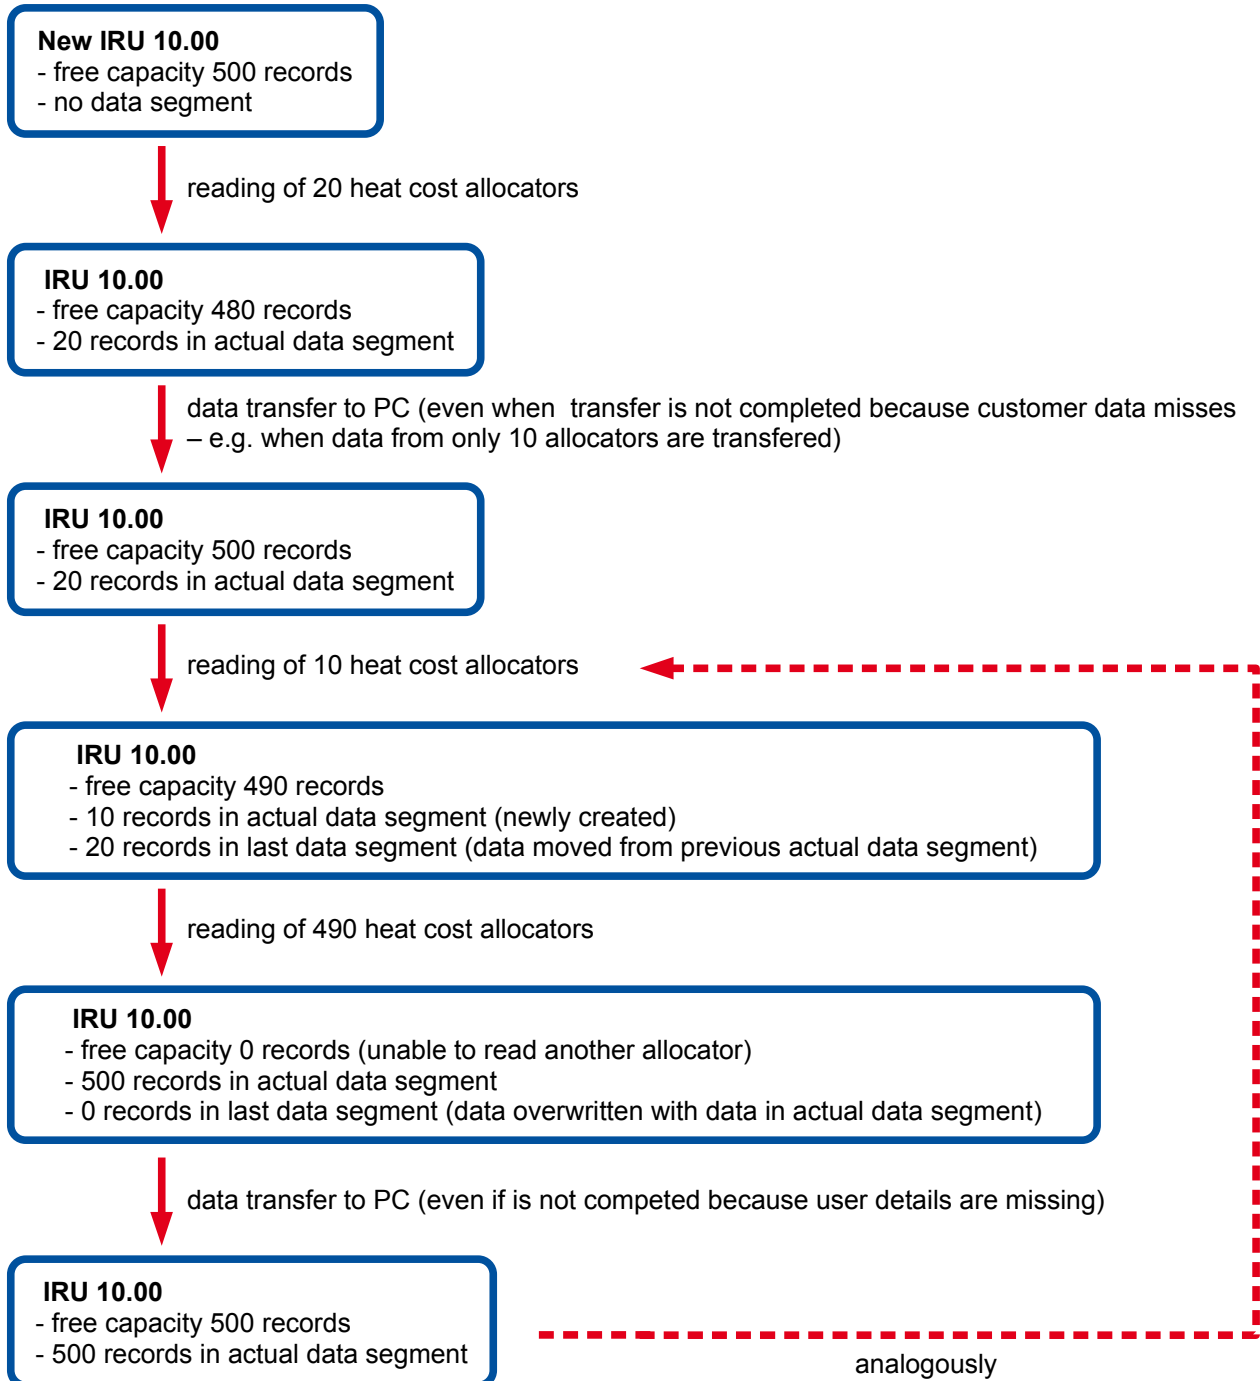 New IRU 10.00
- free capacity 500 records
- no data segment
reading of 20 heat cost allocators
IRU 10.00
- free capacity 480 records
- 20 records in actual data segment
data transfer to PC (even when  transfer is not completed because customer data misses
– e.g. when data from only 10 allocators are transfered)
IRU 10.00
- free capacity 500 records
- 20 records in actual data segment
reading of 10 heat cost allocators
IRU 10.00
- free capacity 490 records
- 10 records in actual data segment (newly created)
- 20 records in last data segment (data moved from previous actual data segment)
reading of 490 heat cost allocators
IRU 10.00
- free capacity 0 records (unable to read another allocator)
- 500 records in actual data segment
- 0 records in last data segment (data overwritten with data in actual data segment)
data transfer to PC (even if is not competed because user details are missing)
IRU 10.00
- free capacity 500 records
- 500 records in actual data segment
analogously